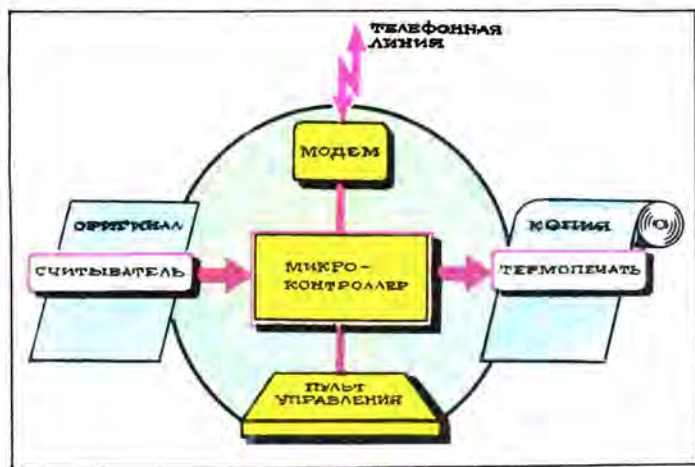 ТЕЛЕФОННАЯ
ЛИНИЯ
МОДЕМ
ОРИГИНАЛ
СЧИТЫВАТЕЛЬ
МИКРО-
КОНТРОЛЛЕР
КОПИЯ
ТЕРМОПЕЧАТЬ
ПУЛЬТ
УПРАВЛЕНИЯ